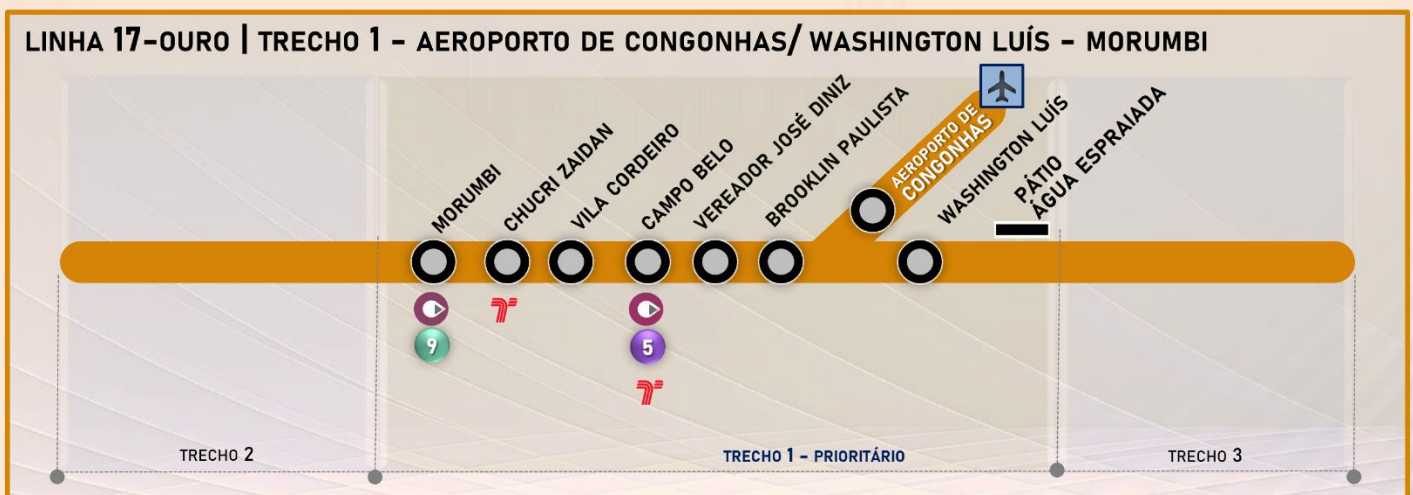 LINHA 17-OURO | TRECHO 1 - AEROPORTO DE CONGONHAS/ WASHINGTON LUÍS - MORUMBI
MORUMBI
CHUCRI ZAIDAN
VILA CORDEIRO
CAMPO BELO
VEREADOR JOSÉ DINIZ
BROOKLIN PAULISTA
AEROPORTO DE
CONGONHAS
WASHINGTON LUÍS
PÁTIO
ÁGUA ESPRAIADA
9
5
TRECHO 2
TRECHO 1 - PRIORITÁRIO
TRECHO 3